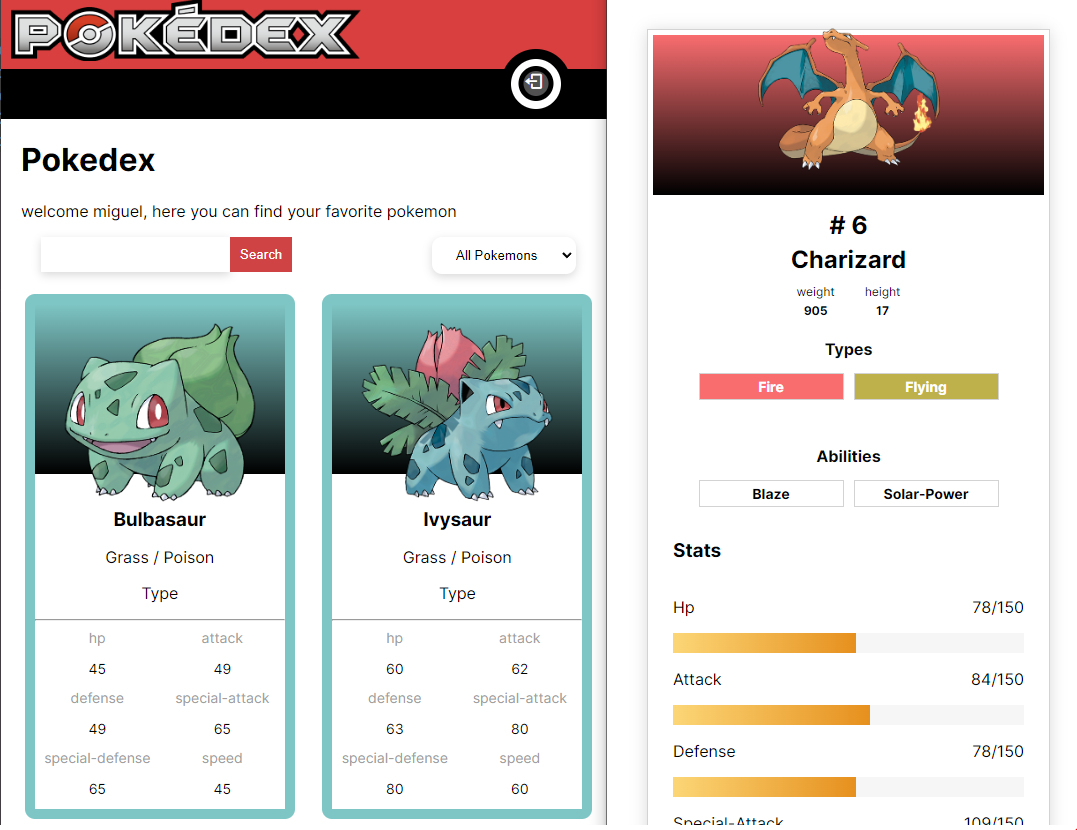 POKÉDEX
Pokedex
welcome miguel, here you can find your favorite pokemon
Search
All Pokemons
Bulbasaur
Grass / Poison
Type
hp attack
45 49
defense special-attack
49 65
special-defense speed
65 45
Ivysaur
Grass / Poison
Type
hp attack
60 62
defense special-attack
63 80
special-defense speed
80 60
# 6
Charizard
weight height
905 17
Types
Fire Flying
Abilities
Blaze Solar-Power
Stats
Hp 78/150
Attack 84/150
Defense 78/150
Special-Attack 109/150